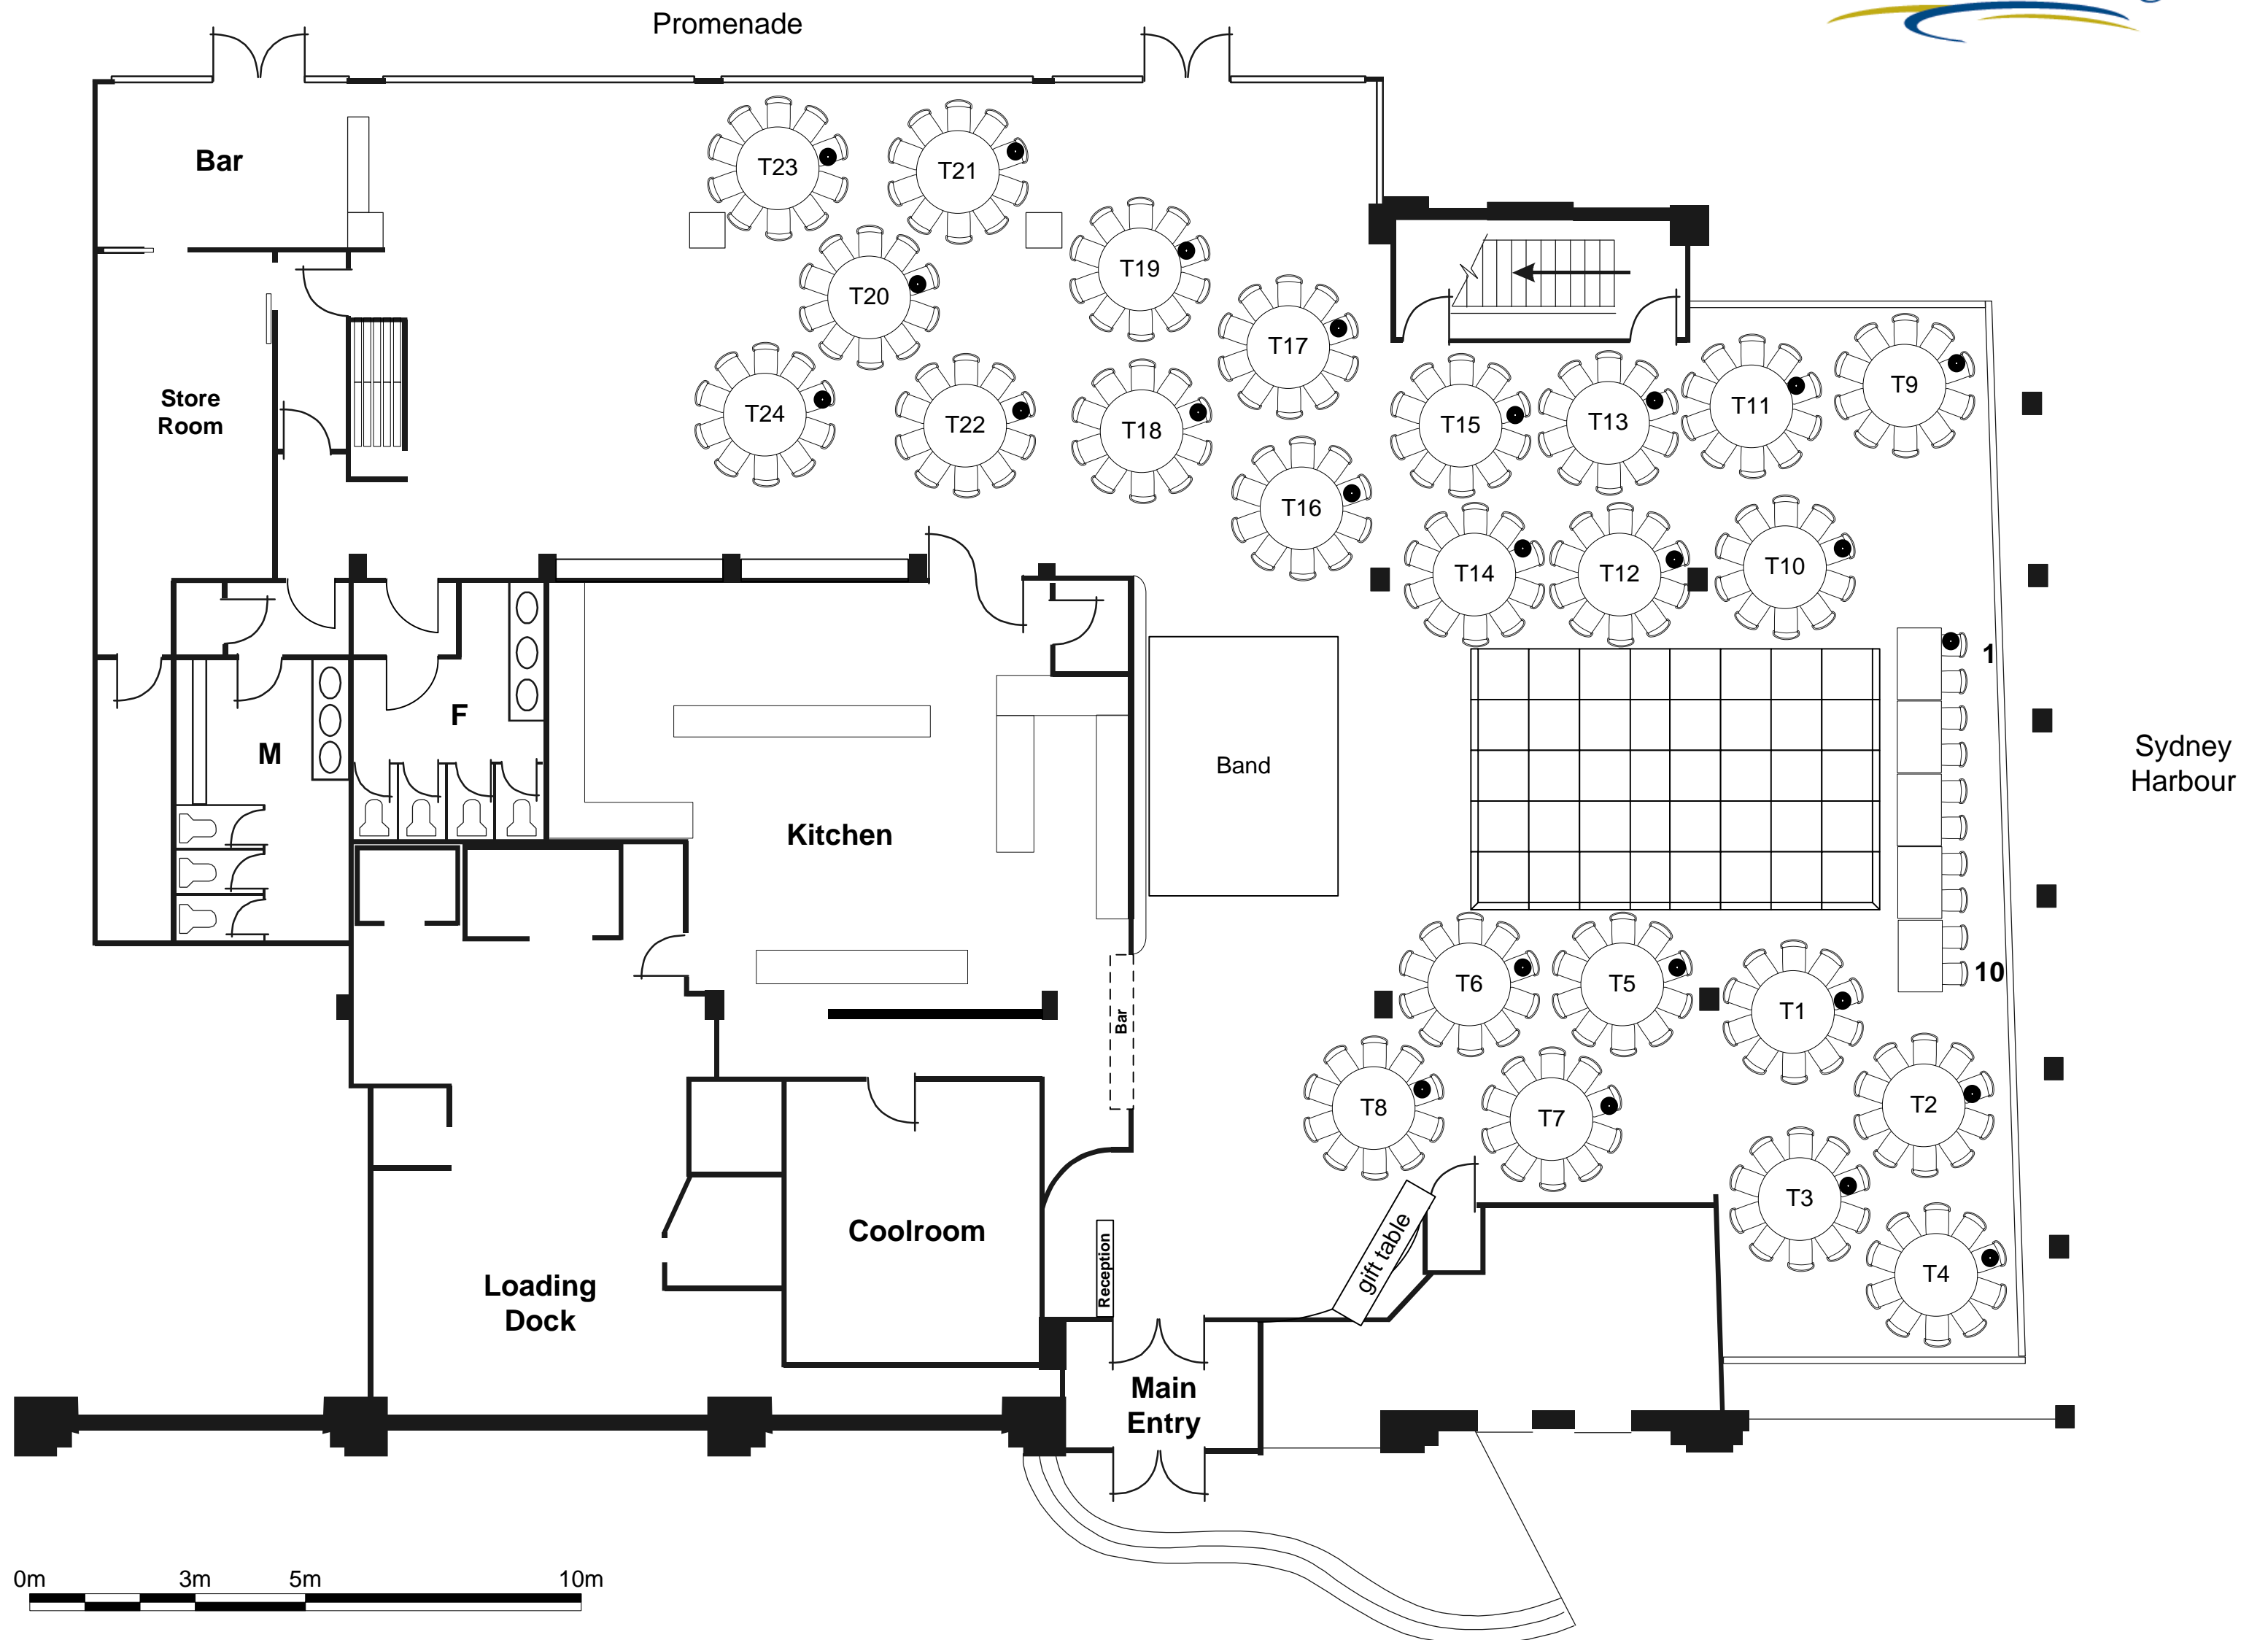 Promenade
Bar
T23
T21
T19
T20
T17
T9
T11
T13
T15
T18
T22
T24
Store
Room
T16
T14
T12
T10
1
F
M
Band
Sydney
Harbour
Kitchen
10
T6
T5
T1
Bar
T8
T7
T2
T3
Coolroom
gift table
Reception
T4
Loading
Dock
Main
Entry
0m 3m 5m 10m